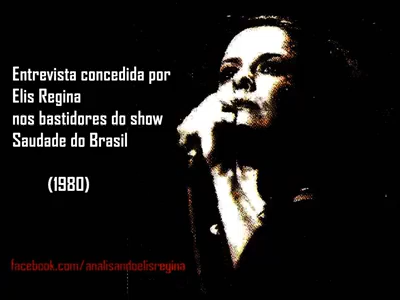 Entrevista concedida por
Elis Regina
nos bastidores do show
Saudade do Brasil
(1980)
facebook.com/analisandoelisregina